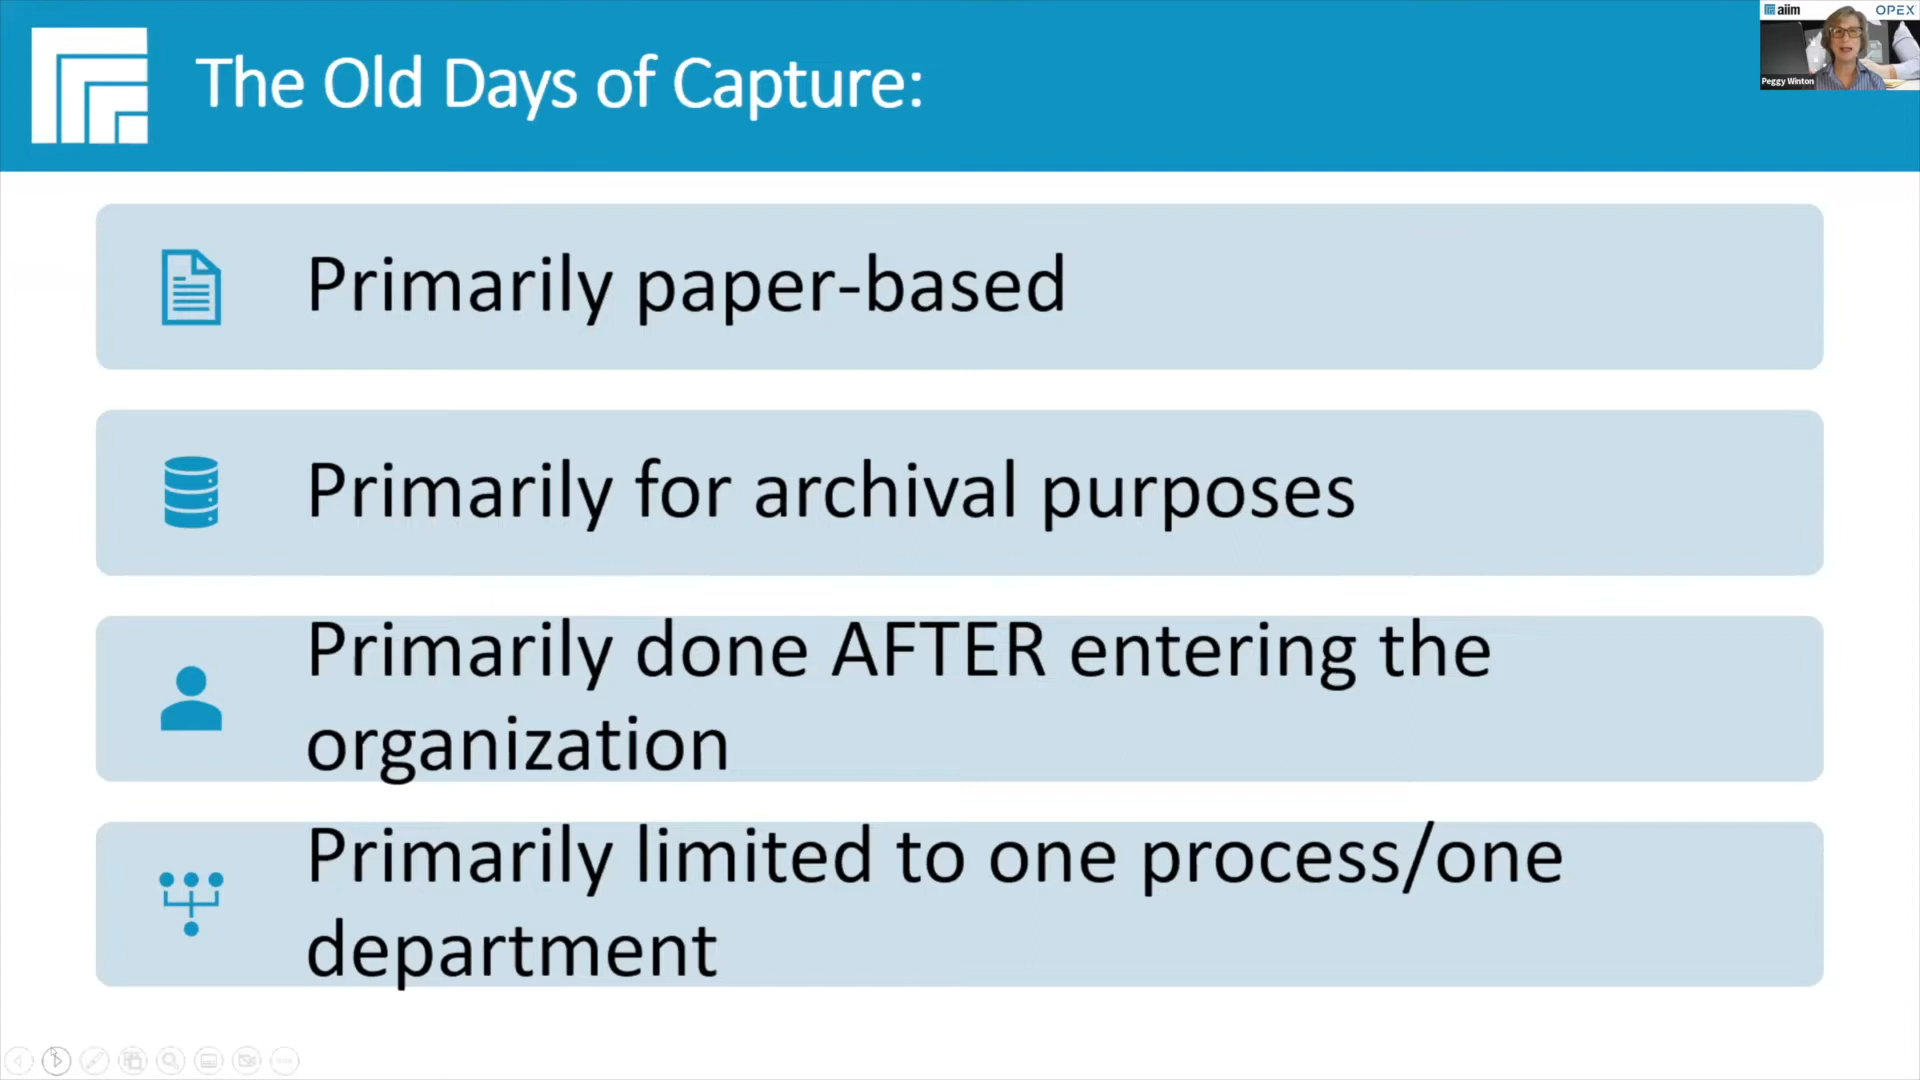 The Old Days of Capture:
aiim
OPEX
Peggy Winton
Primarily paper-based
Primarily for archival purposes
Primarily done AFTER entering the
organization
Primarily limited to one process/one
department